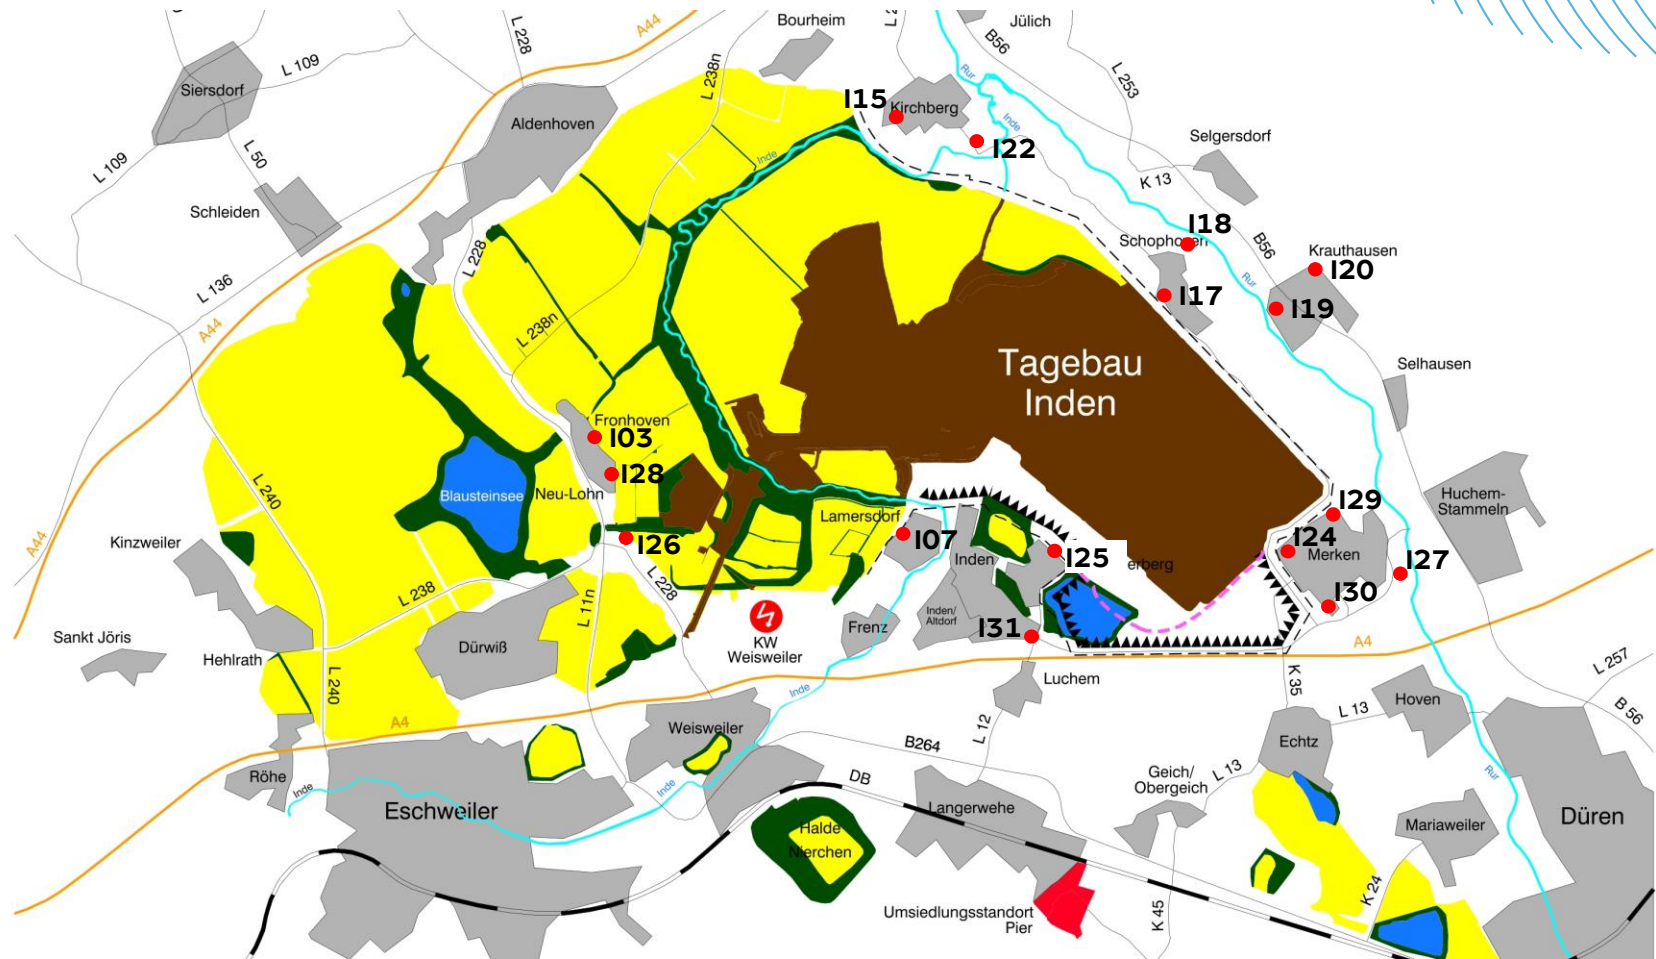 Bourheim
Jülich
L 228
A44
B56
L 109
L 238n
Rur
L 253
Siersdorf
I15
Kirchberg
Inde
Aldenhoven
I22
Selgersdorf
L 50
Inde
L 109
K 13
Schleiden
I18
Schophoven
B56
Krauthausen
L 228
I20
L 136
Rur
I17
I19
A44
L 238n
Tagebau
Inden
Selhausen
Fronhoven
I03
I28
L 240
Blausteinsee
Neu-Lohn
Huchem-
Stammeln
I29
Lamersdorf
A44
Kinzweiler
I26
I07
Inden
I25
erberg
I24
Merken
I27
L 228
L 238
L 11n
I30
Inden/
Altdorf
Frenz
I31
Sankt Jöris
Dürwiß
KW
Weisweiler
A4
Hehlrath
L 240
Luchem
K 35
L 257
Inde
Hoven
A4
L 13
B 56
Weisweiler
L 12
B264
Echtz
Röhe
DB
Geich/
Obergeich
L 13
Rur
Inde
Inde
Eschweiler
Langerwehe
Mariaweiler
Düren
Halde
Nierchen
K 24
Umsiedlungsstandort
Pier
K 45